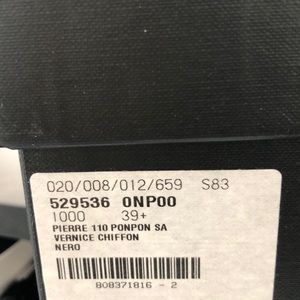 020/008/012/659 S83
529536 0NP00
1000 39+
PIERRE 110 PONPON SA
VERNICE CHIFFON
NERO
808371816 - 2